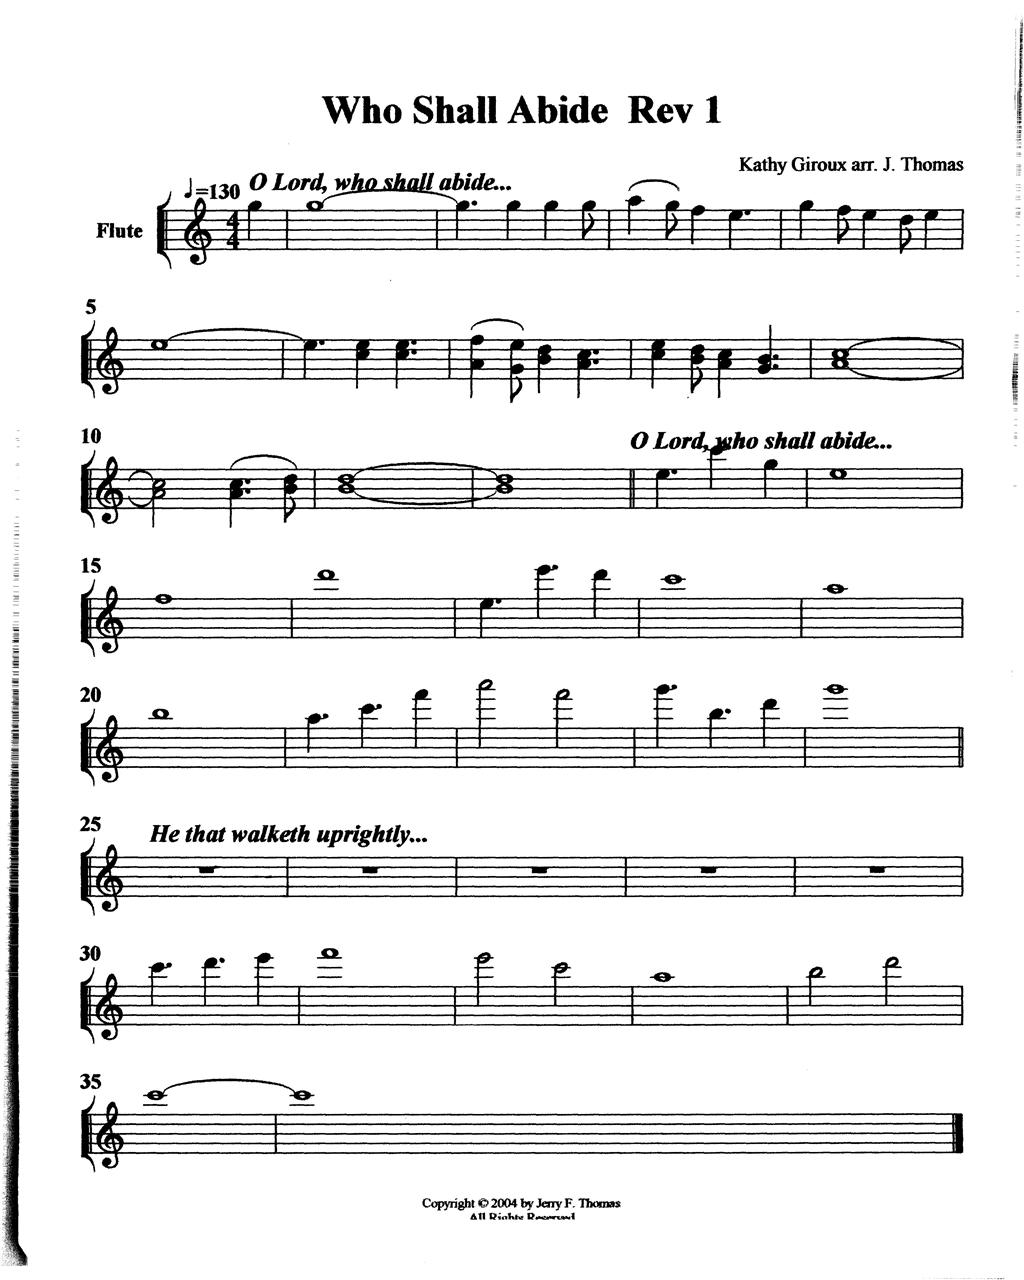 Who Shall Abide Rev 1
Kathy Giroux arr. J. Thomas
♩=130 O Lord, who shall abide...
Flute
4
4
5
10
O Lord, who shall abide...
15
20
25
He that walketh uprightly...
30
35
Copyright © 2004 by Jerry F. Thomas
All Rights Reserved